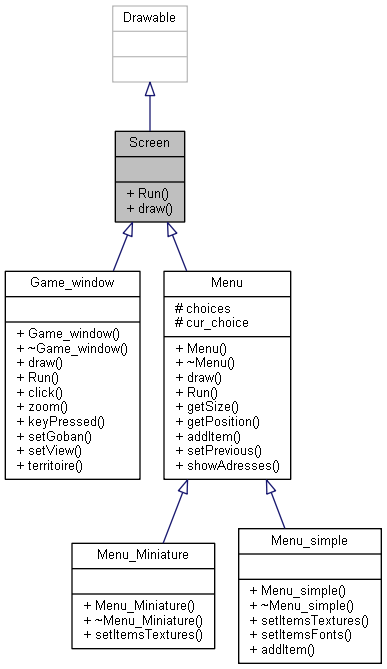 Drawable
Screen
+ Run()
+ draw()
Game_window
+ Game_window()
+ ~Game_window()
+ draw()
+ Run()
+ click()
+ zoom()
+ keyPressed()
+ setGoban()
+ setView()
+ territoire()
Menu
# choices
# cur_choice
+ Menu()
+ ~Menu()
+ draw()
+ Run()
+ getSize()
+ getPosition()
+ addItem()
+ setPrevious()
+ showAdresses()
Menu_Miniature
+ Menu_Miniature()
+ ~Menu_Miniature()
+ setItemsTextures()
Menu_simple
+ Menu_simple()
+ ~Menu_simple()
+ setItemsTextures()
+ setItemsFonts()
+ addItem()